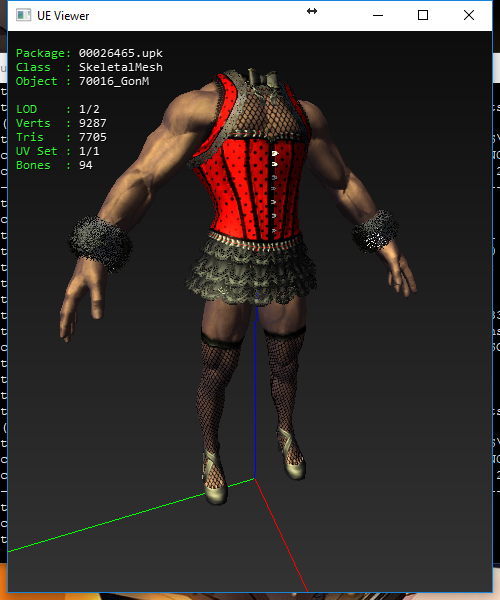 UE Viewer
Package: 00026465.upk
Class : SkeletalMesh
Object : 70016_GonM
LOD : 1/2
Verts : 9287
Tris : 7705
UV Set : 1/1
Bones : 94